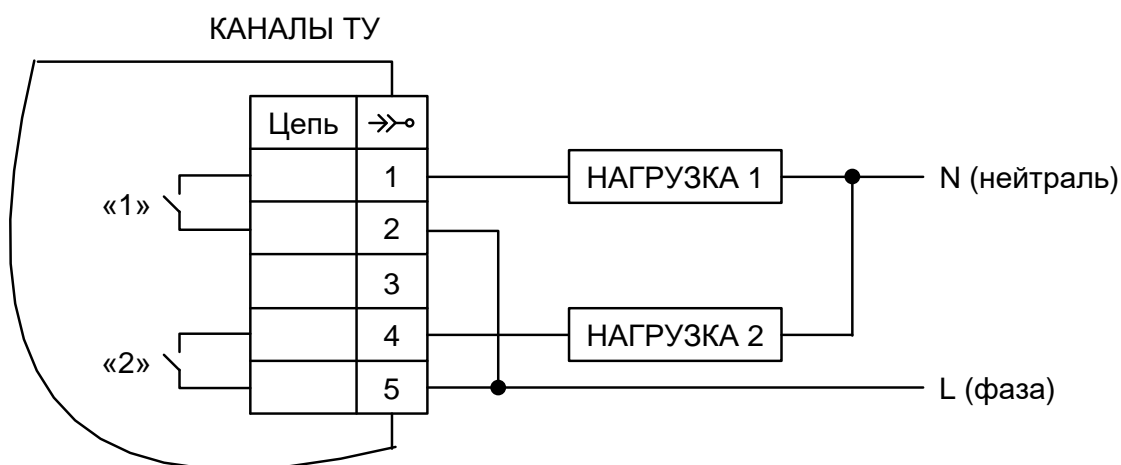 КАНАЛЫ ТУ
Цепь
1 НАГРУЗКА 1 N (нейтраль)
«1»
2
3
4 НАГРУЗКА 2
«2»
5 L (фаза)